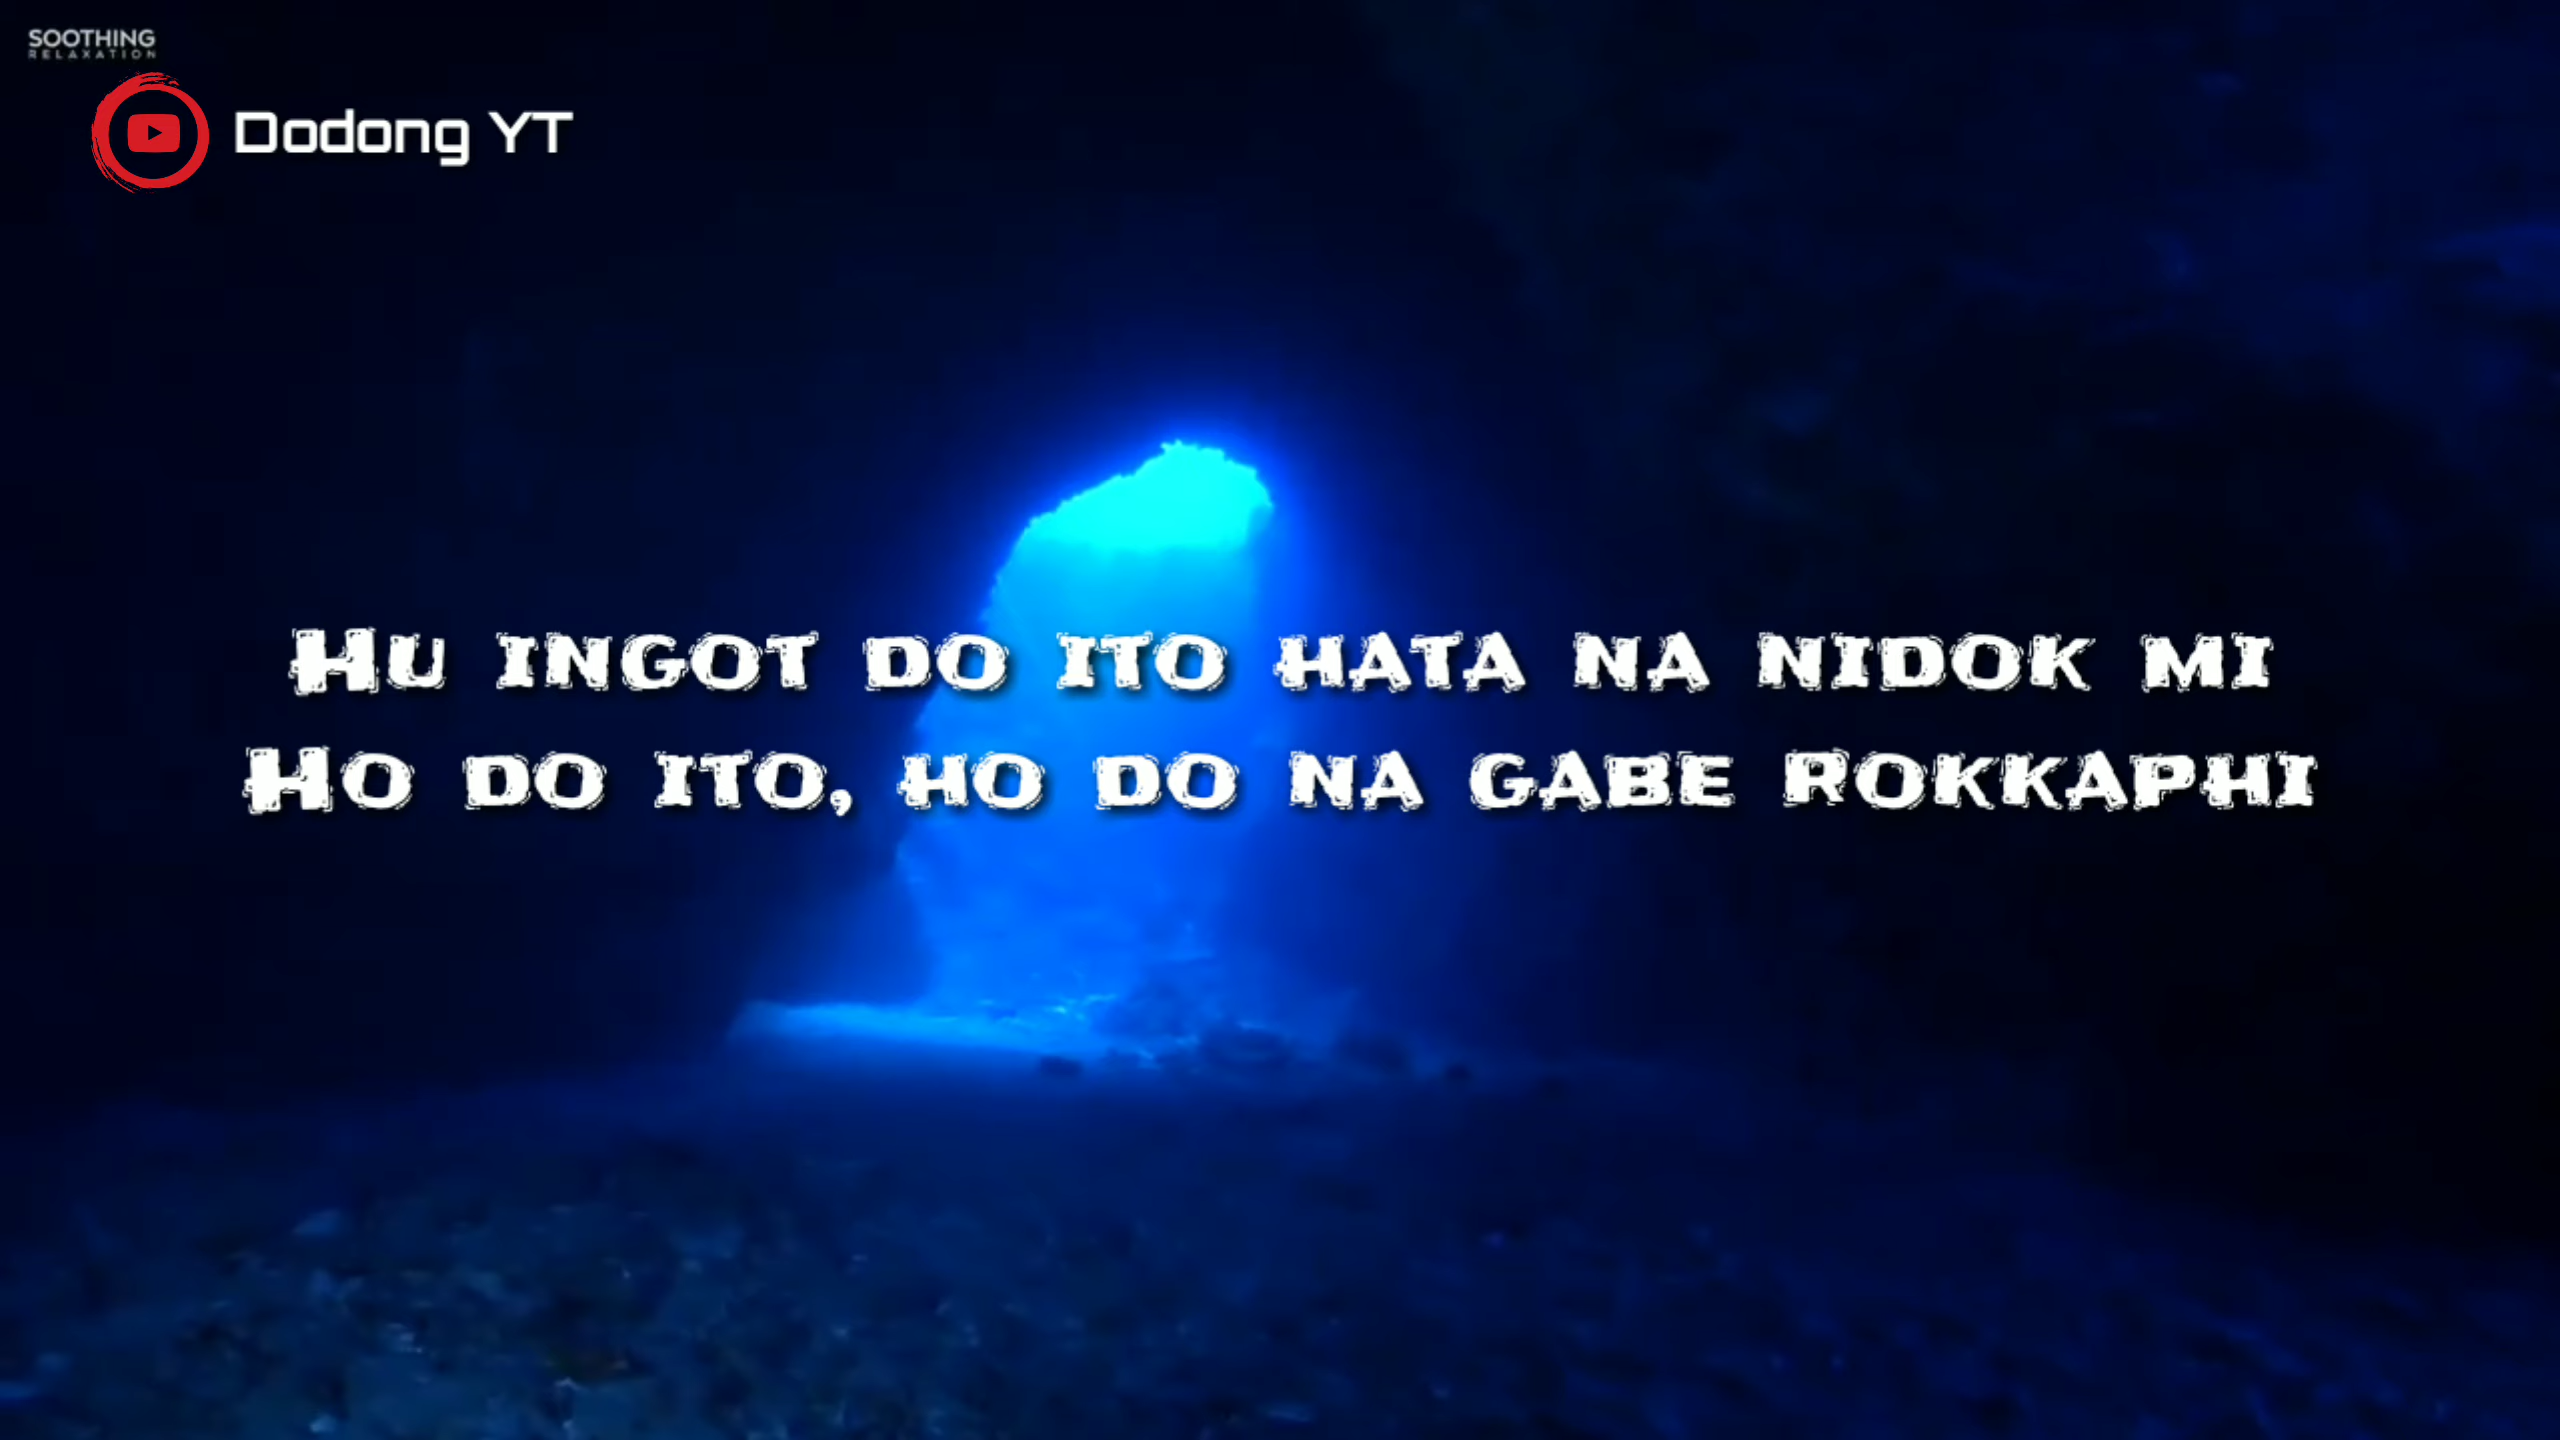 SOOTHING
RELAXATION
Dodong YT
Hu ingot do ito hata na nidok mi
Ho do ito, ho do na gabe Rokkaphi